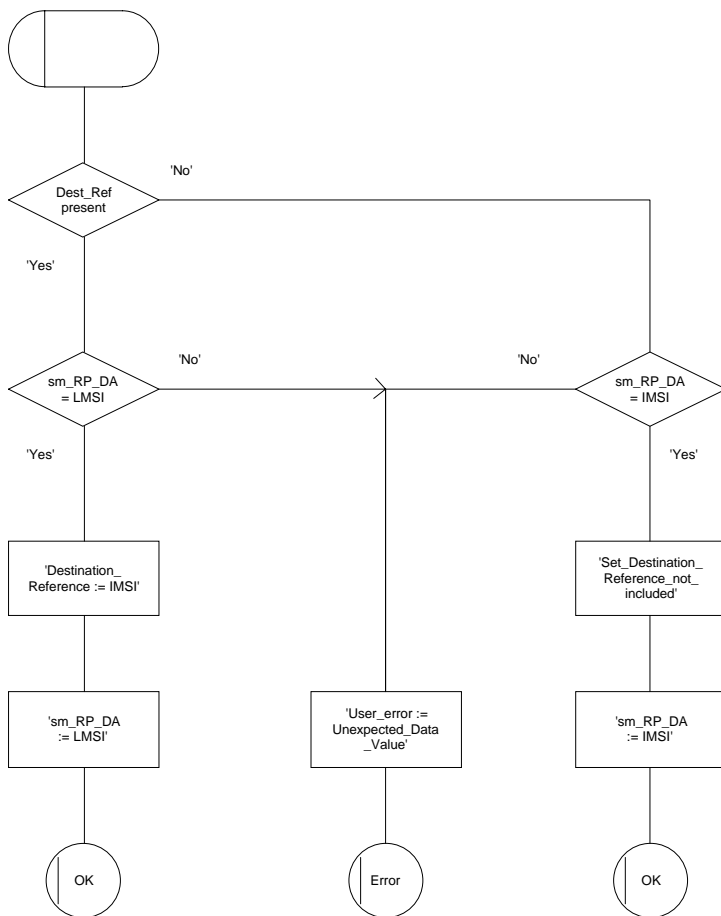 'No'
Dest_Ref
present
'Yes'
'No'
'No'
sm_RP_DA
= LMSI
sm_RP_DA
= IMSI
'Yes'
'Yes'
'Destination_
Reference := IMSI'
'Set_Destination_
Reference_not_
included'
'sm_RP_DA
:= LMSI'
'User_error :=
Unexpected_Data
_Value'
'sm_RP_DA
:= IMSI'
OK
Error
OK